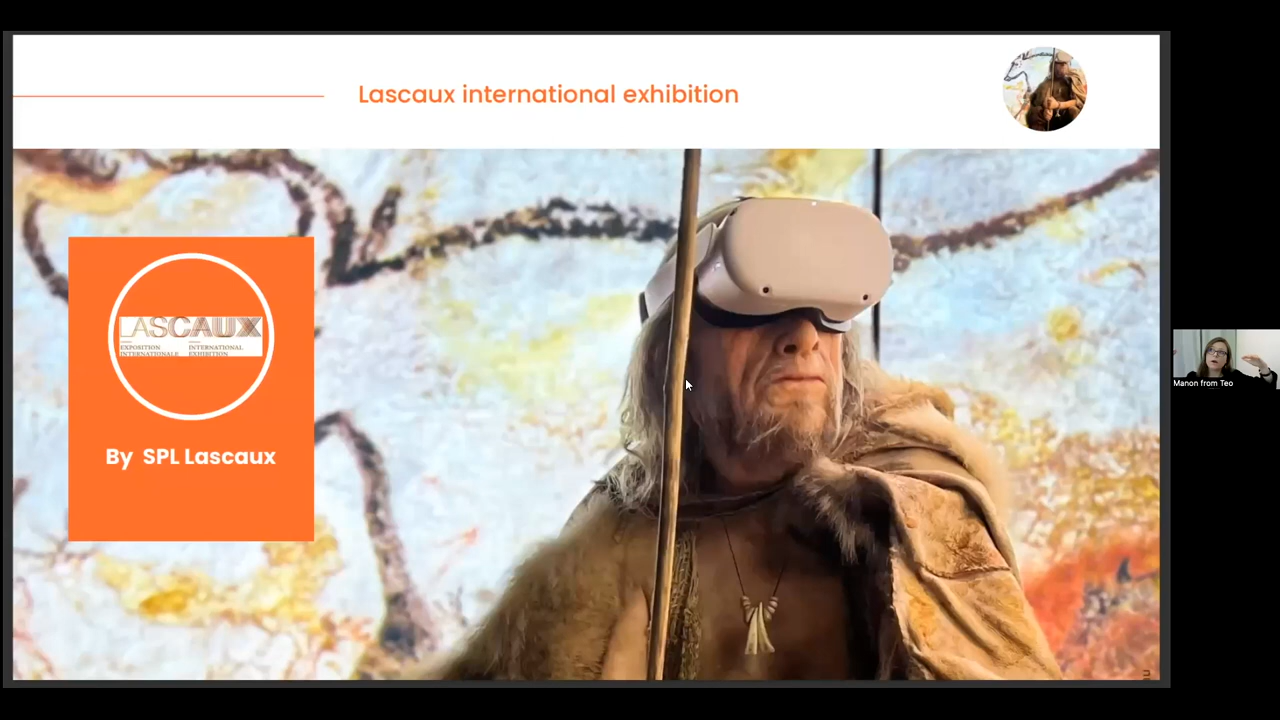 Lascaux international exhibition
LASCAUX
EXPOSITION INTERNATIONAL
INTERNATIONALE EXHIBITION
By SPL Lascaux
Manon from Teo